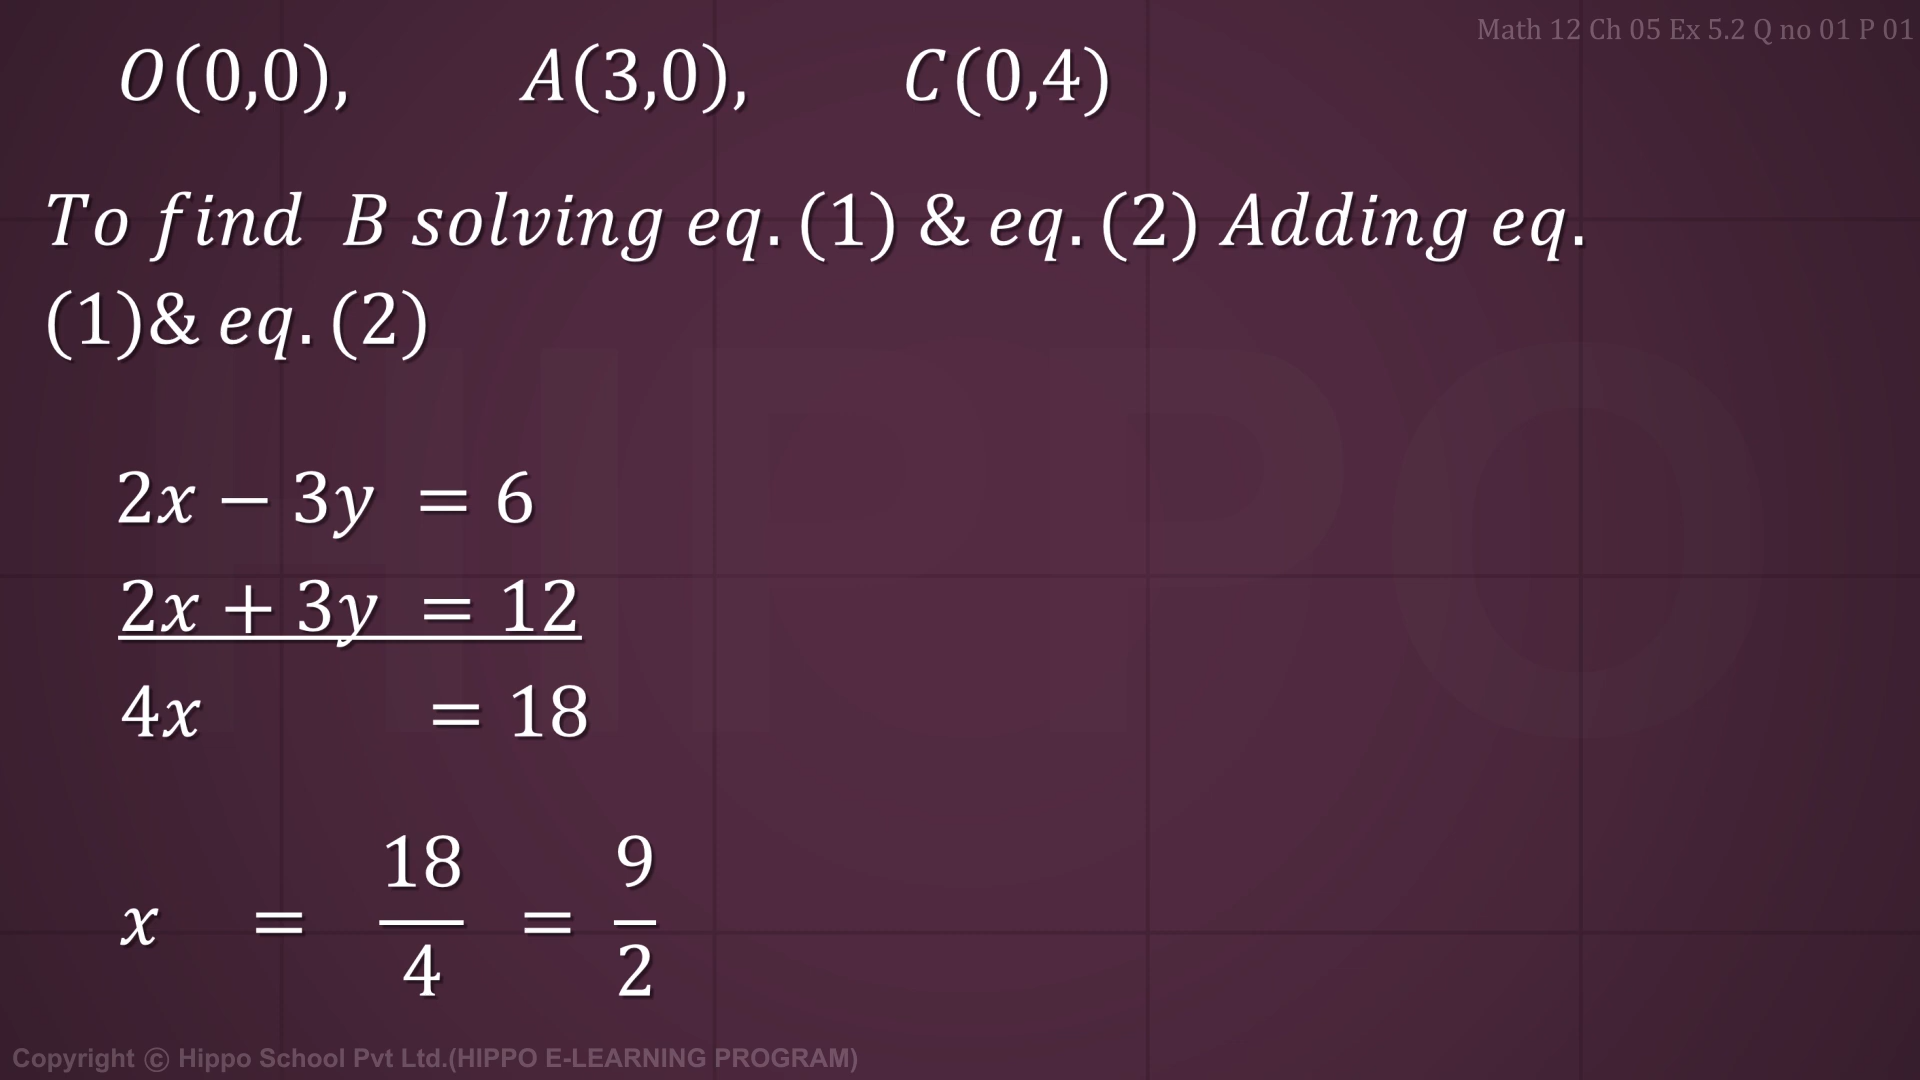 Math 12 Ch 05 Ex 5.2 Q no 01 P 01
O(0,0), A(3,0), C(0,4)
To find B solving eq. (1) & eq. (2) Adding eq.
(1)& eq. (2)
HIPPO
2x − 3y = 6
2x + 3y = 12
4x = 18
x = 18/4 = 9/2
Copyright © Hippo School Pvt Ltd.(HIPPO E-LEARNING PROGRAM)